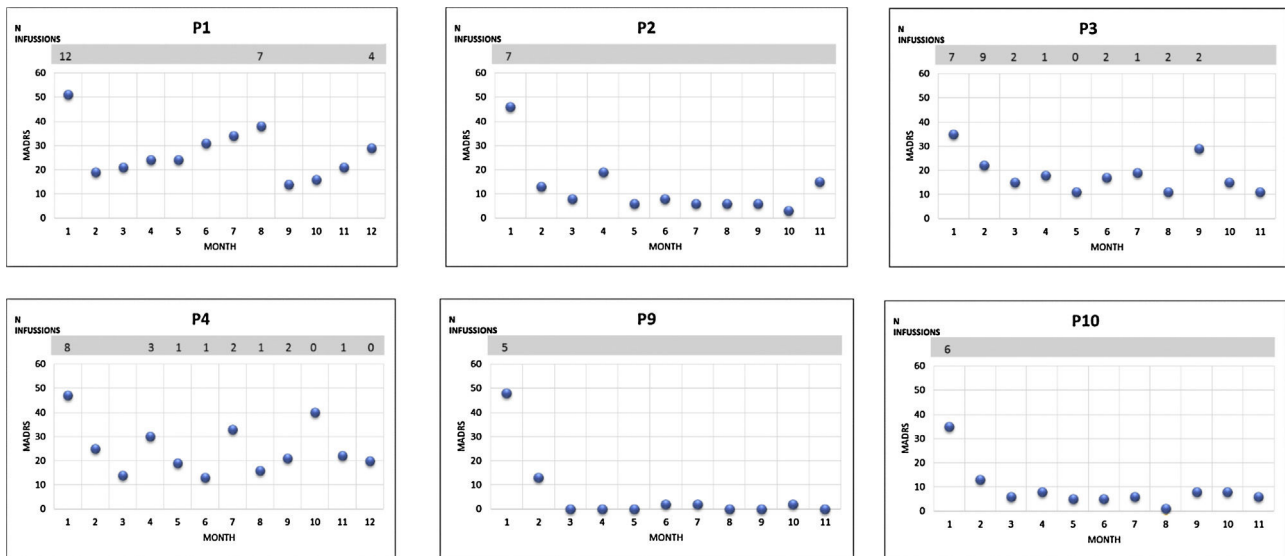 P1
N
INFUSSIONS
12 7 4
60
50
40
30
20
10
0
MADRS
1 2 3 4 5 6 7 8 9 10 11 12
MONTH
P2
N
INFUSSIONS
7
60
50
40
30
20
10
0
MADRS
1 2 3 4 5 6 7 8 9 10 11
MONTH
P3
N
INFUSSIONS
7 9 2 1 0 2 1 2 2
60
50
40
30
20
10
0
MADRS
1 2 3 4 5 6 7 8 9 10 11
MONTH
P4
N
INFUSSIONS
8 3 1 1 2 1 2 0 1 0
60
50
40
30
20
10
0
MADRS
1 2 3 4 5 6 7 8 9 10 11 12
MONTH
P9
N
INFUSSIONS
5
60
50
40
30
20
10
0
MADRS
1 2 3 4 5 6 7 8 9 10 11
MONTH
P10
N
INFUSSIONS
6
60
50
40
30
20
10
0
MADRS
1 2 3 4 5 6 7 8 9 10 11
MONTH